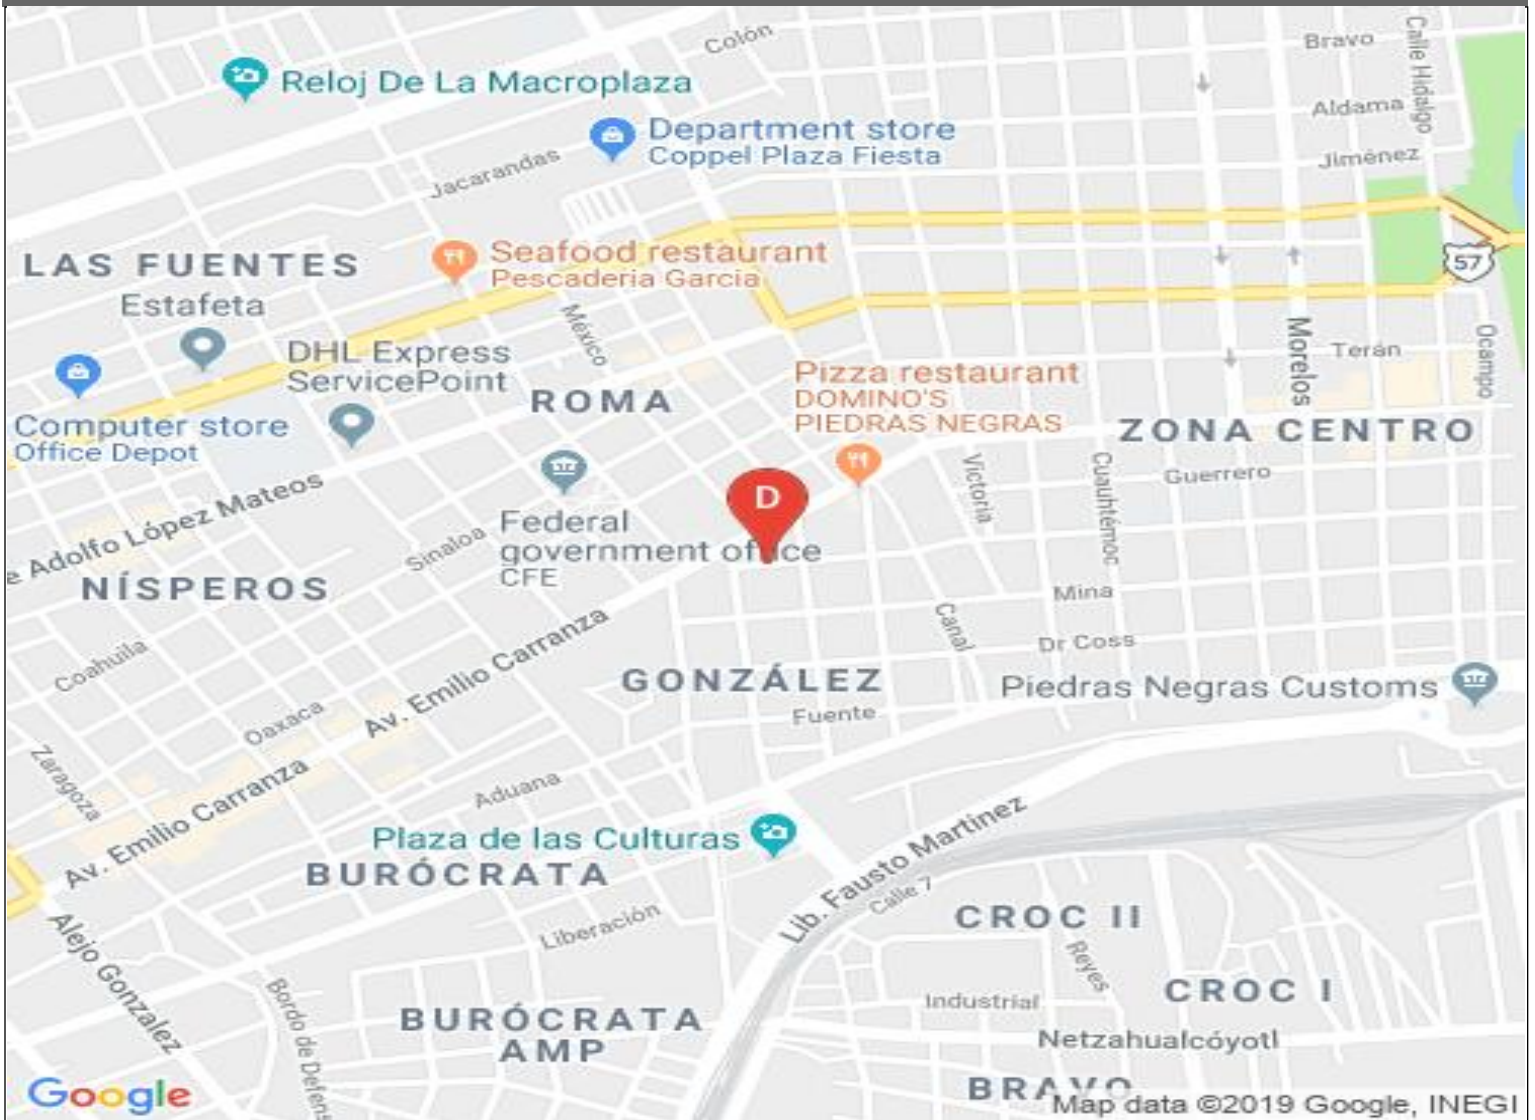 Colón
Bravo
Calle Hidalgo
Reloj De La Macroplaza
Aldama
Department store
Coppel Plaza Fiesta
Jiménez
Jacarandas
LAS FUENTES
Seafood restaurant
Pescaderia Garcia
57
Estafeta
México
Morelos
Terán
Ocampo
DHL Express
ServicePoint
ROMA
Pizza restaurant
DOMINO'S
PIEDRAS NEGRAS
Computer store
Office Depot
ZONA CENTRO
Victoria
Cuauhtémoc
Guerrero
e Adolfo López Mateos
D
Sinaloa
Federal
government office
CFE
NÍSPEROS
Mina
Canal
Dr Coss
Coahuila
Av. Emilio Carranza
GONZÁLEZ
Piedras Negras Customs
Oaxaca
Fuente
Zaragoza
Aduana
Av. Emilio Carranza
Plaza de las Culturas
Lib. Fausto Martinez
BURÓCRATA
Calle 7
CROC II
Liberación
Alejo Gonzalez
Reyes
CROC I
Bordo de Defens
Industrial
BURÓCRATA
AMP
Netzahualcóyotl
BRAVO
Google
Map data ©2019 Google, INEGI